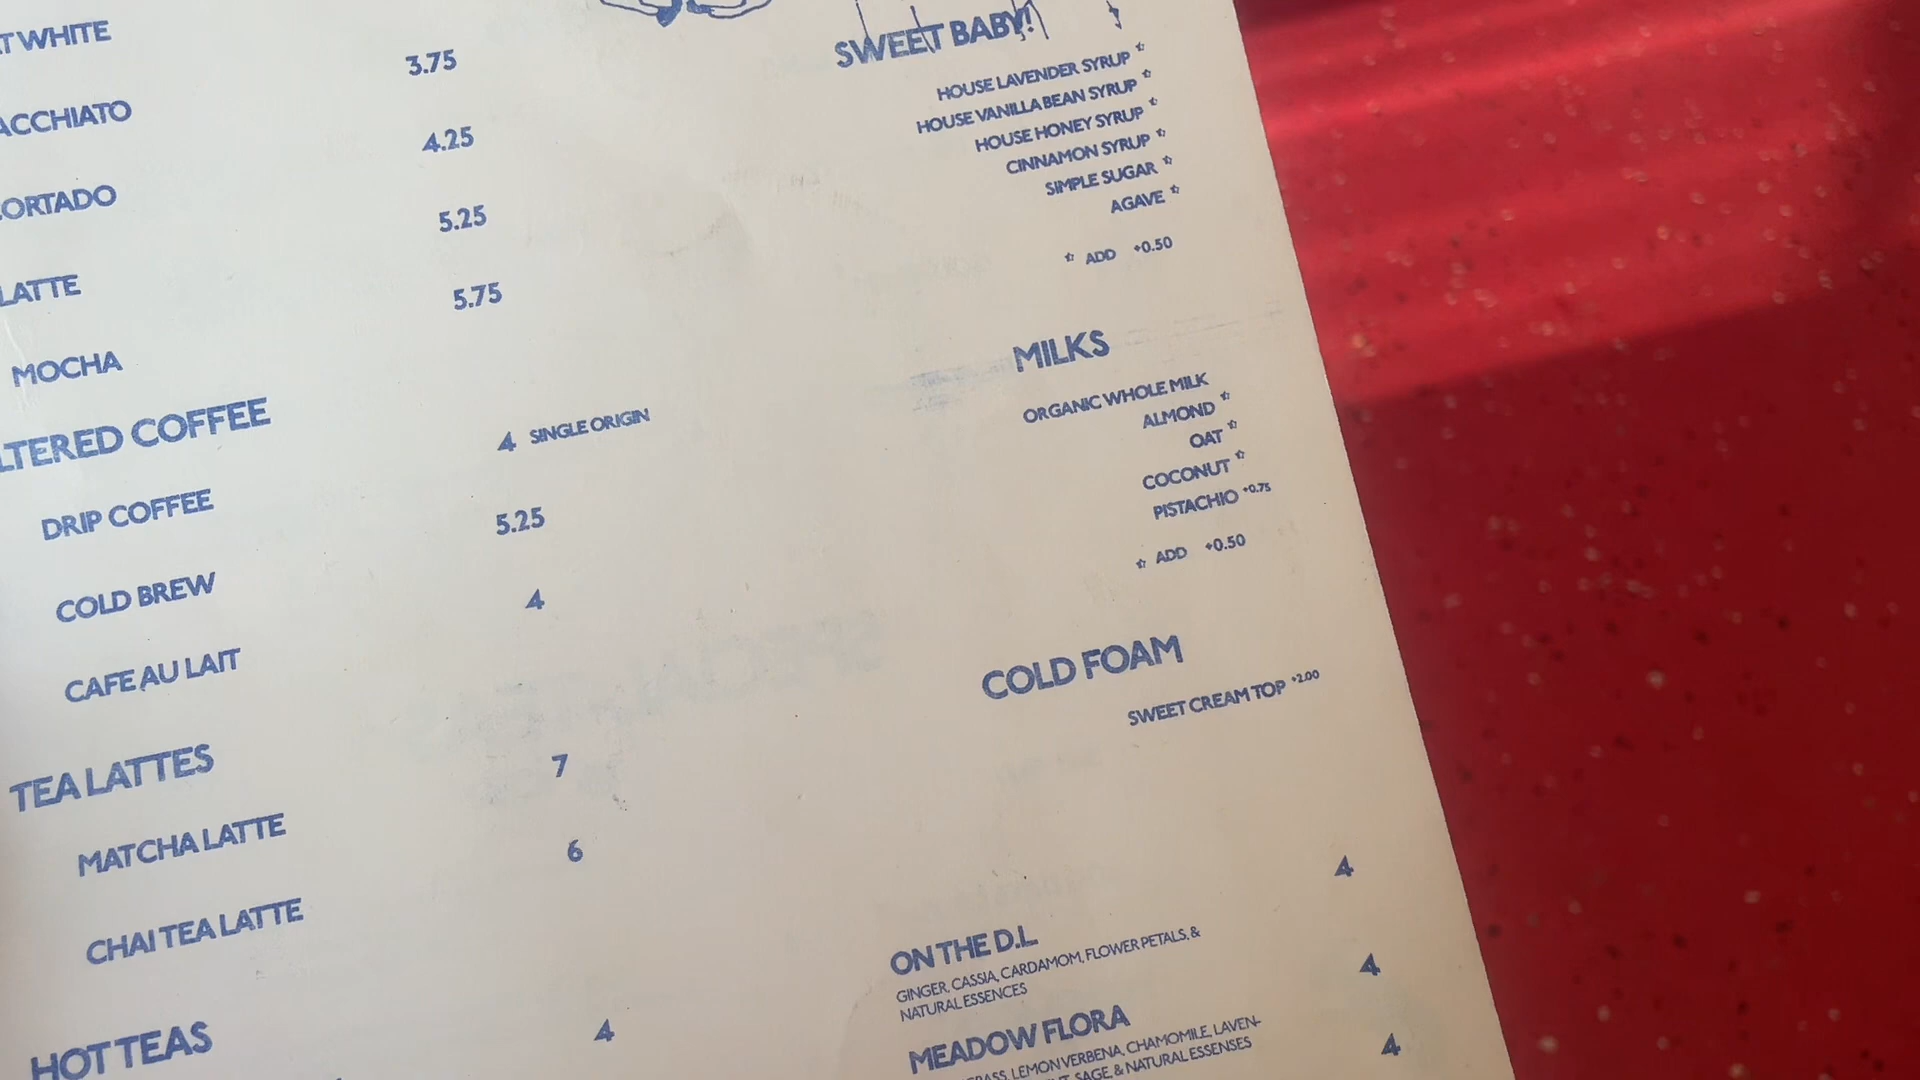 WHITE
3.75
4.25
5.25
LATTE
5.75
MOCHA
COFFEE
4 SINGLE ORIGIN
DRIP COFFEE
5.25
COLD BREW
4
CAFE AU LAIT
TEA LATTES
7
MATCHA LATTE
6
CHAI TEA LATTE
HOT TEAS
4
SWEET BABY!
HOUSE LAVENDER SYRUP ☆
HOUSE VANILLA BEAN SYRUP ☆
HOUSE HONEY SYRUP ☆
CINNAMON SYRUP ☆
SIMPLE SUGAR ☆
AGAVE ☆
☆ ADD +0.50
MILKS
ORGANIC WHOLE MILK
ALMOND ☆
OAT ☆
COCONUT ☆
PISTACHIO +0.75
☆ ADD +0.50
COLD FOAM
SWEET CREAM TOP +2.00
4
ON THE D.L
GINGER, CASSIA, CARDAMOM, FLOWER PETALS, &
NATURAL ESSENCES
4
MEADOW FLORA
LEMON VERBENA, CHAMOMILE, LAVEN-
SAGE, & NATURAL ESSENSES
4